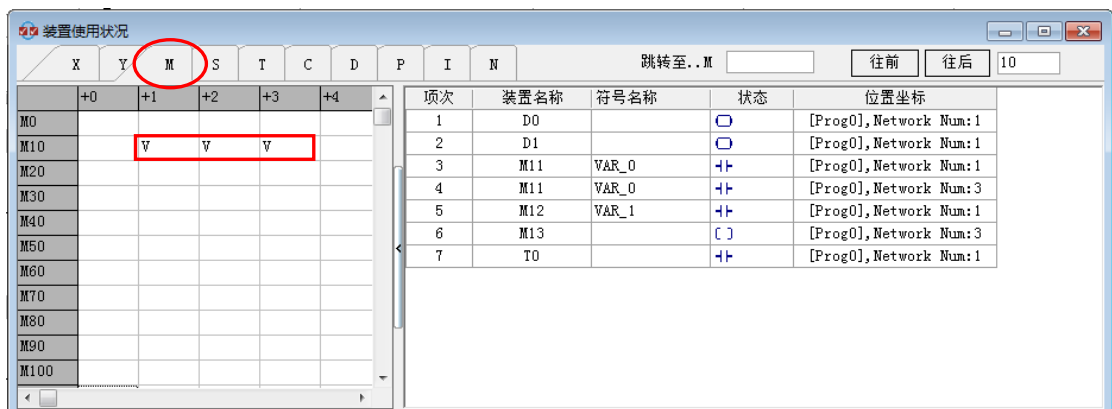 装置使用状况
X Y M S T C D P I N 跳转至..M 往前 往后 10
+0 +1 +2 +3 +4
M0
M10 V V V
M20
M30
M40
M50
M60
M70
M80
M90
M100
项次 装置名称 符号名称 状态 位置坐标
1 D0 [Prog0],Network Num:1
2 D1 [Prog0],Network Num:1
3 M11 VAR_0 [Prog0],Network Num:1
4 M11 VAR_0 [Prog0],Network Num:3
5 M12 VAR_1 [Prog0],Network Num:1
6 M13 [Prog0],Network Num:3
7 T0 [Prog0],Network Num:1